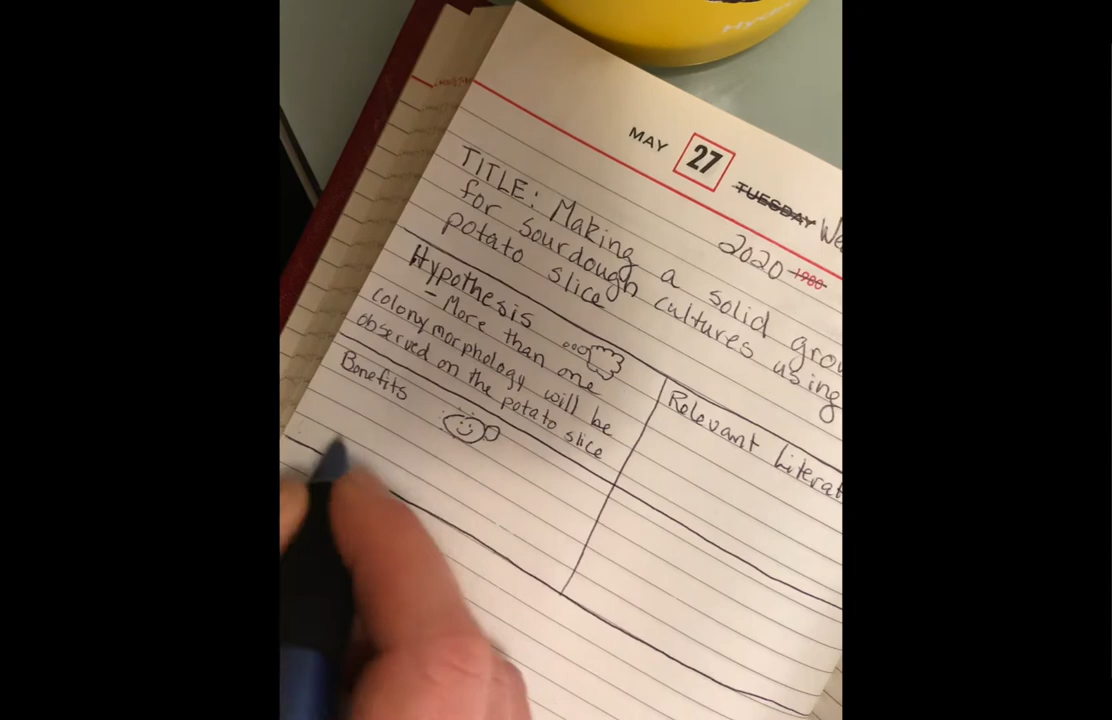 MAY 27 TUESDAY We
2020 1980
TITLE: Making a solid grow
for sourdough cultures using
potato slice
Hypothesis
- More than one
colony morphology will be
observed on the potato slice
Benefits
Relevant Literat